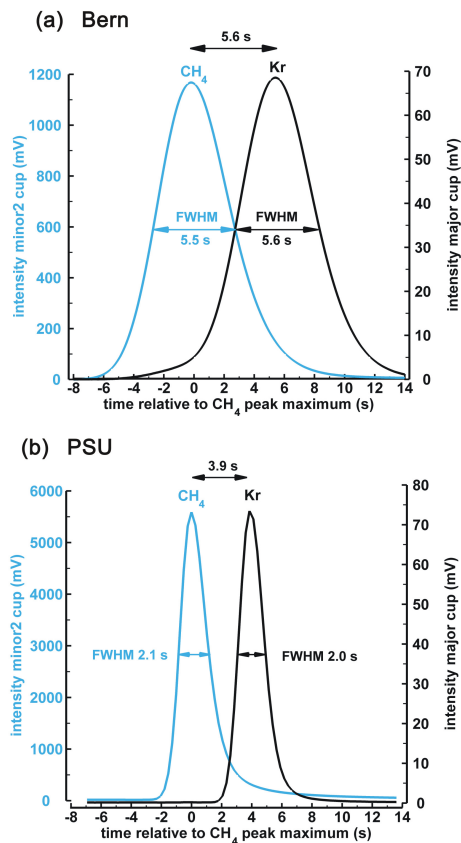 (a) Bern
5.6 s
CH4 Kr
1200 70
60
1000
50
800
40
FWHM FWHM
600
5.5 s 5.6 s
30
400
20
200
10
0 0
intensity minor2 cup (mV)
intensity major cup (mV)
-8 -6 -4 -2 0 2 4 6 8 10 12 14
time relative to CH4 peak maximum (s)
(b) PSU
3.9 s
CH4 Kr
6000 80
70
5000
60
4000
50
40
3000
FWHM 2.1 s FWHM 2.0 s
30
2000
20
1000
10
0 0
intensity minor2 cup (mV)
intensity major cup (mV)
-8 -6 -4 -2 0 2 4 6 8 10 12 14
time relative to CH4 peak maximum (s)